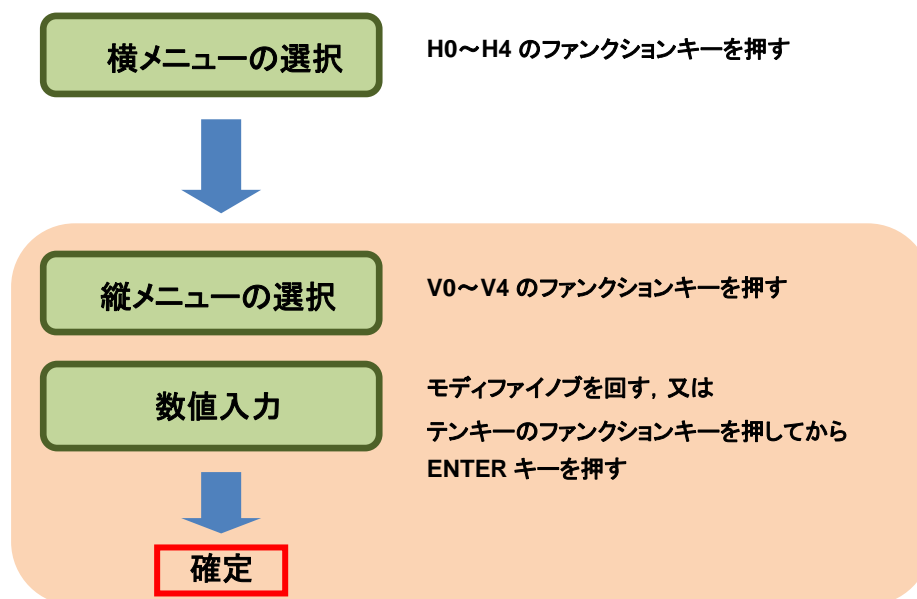 横メニューの選択
H0～H4 のファンクションキーを押す
縦メニューの選択
V0～V4 のファンクションキーを押す
数値入力
モディファイノブを回す，又は
テンキーのファンクションキーを押してから
ENTER キーを押す
確定